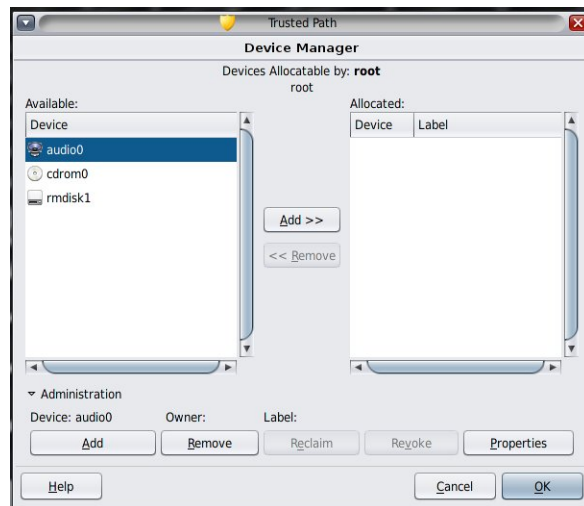 Trusted Path
Device Manager
Devices Allocatable by: root
root
Available:
Device
audio0
cdrom0
rmdisk1
Add >>
<< Remove
Allocated:
Device Label
Administration
Device: audio0 Owner: Label:
Add Remove Reclaim Revoke Properties
Help Cancel OK